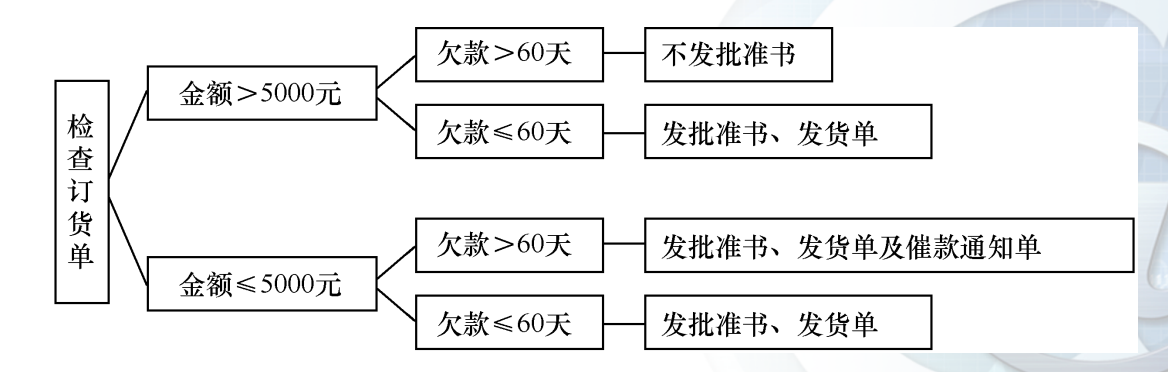 检查订货单
金额＞5000元
欠款＞60天
不发批准书
欠款≤60天
发批准书、发货单
金额≤5000元
欠款＞60天
发批准书、发货单及催款通知单
欠款≤60天
发批准书、发货单